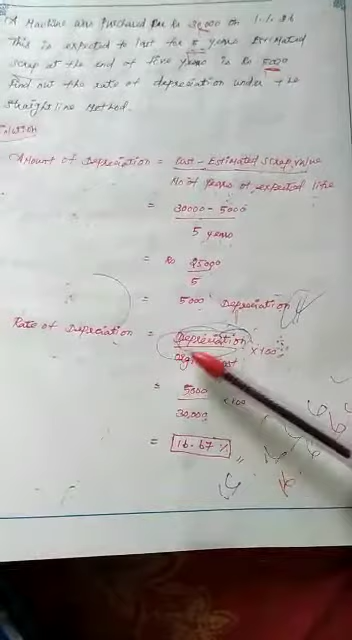 A Machine was purchased for Rs 30,000 on 1.1.
This is expected to last for 5 years Estimated
scrap at the end of five years is Rs 5000
Find out the rate of depreciation under the
straight line Method.
Solution
Amount of Depreciation = Cost - Estimated Scrap value
No of years of expected life
= 30000 - 5000
5 years
= Rs 25000
5
= 5000 Depreciation
Rate of Depreciation = Depreciation × 100
= 5000 × 100
30,000
= 16.67 %